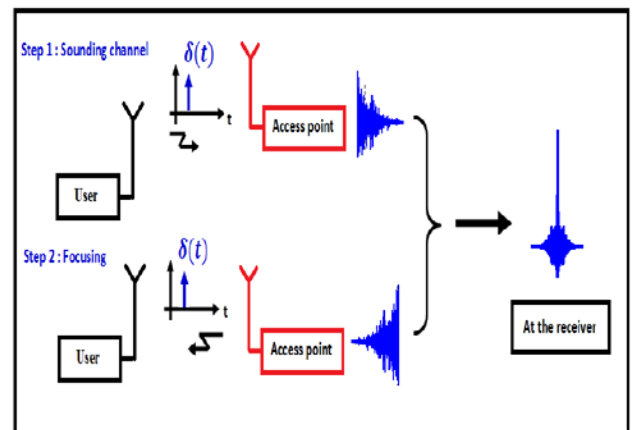 Step 1 : Sounding channel
δ(t)
t
Access point
User
Step 2 : Focusing
δ(t)
t
Access point
User
At the receiver